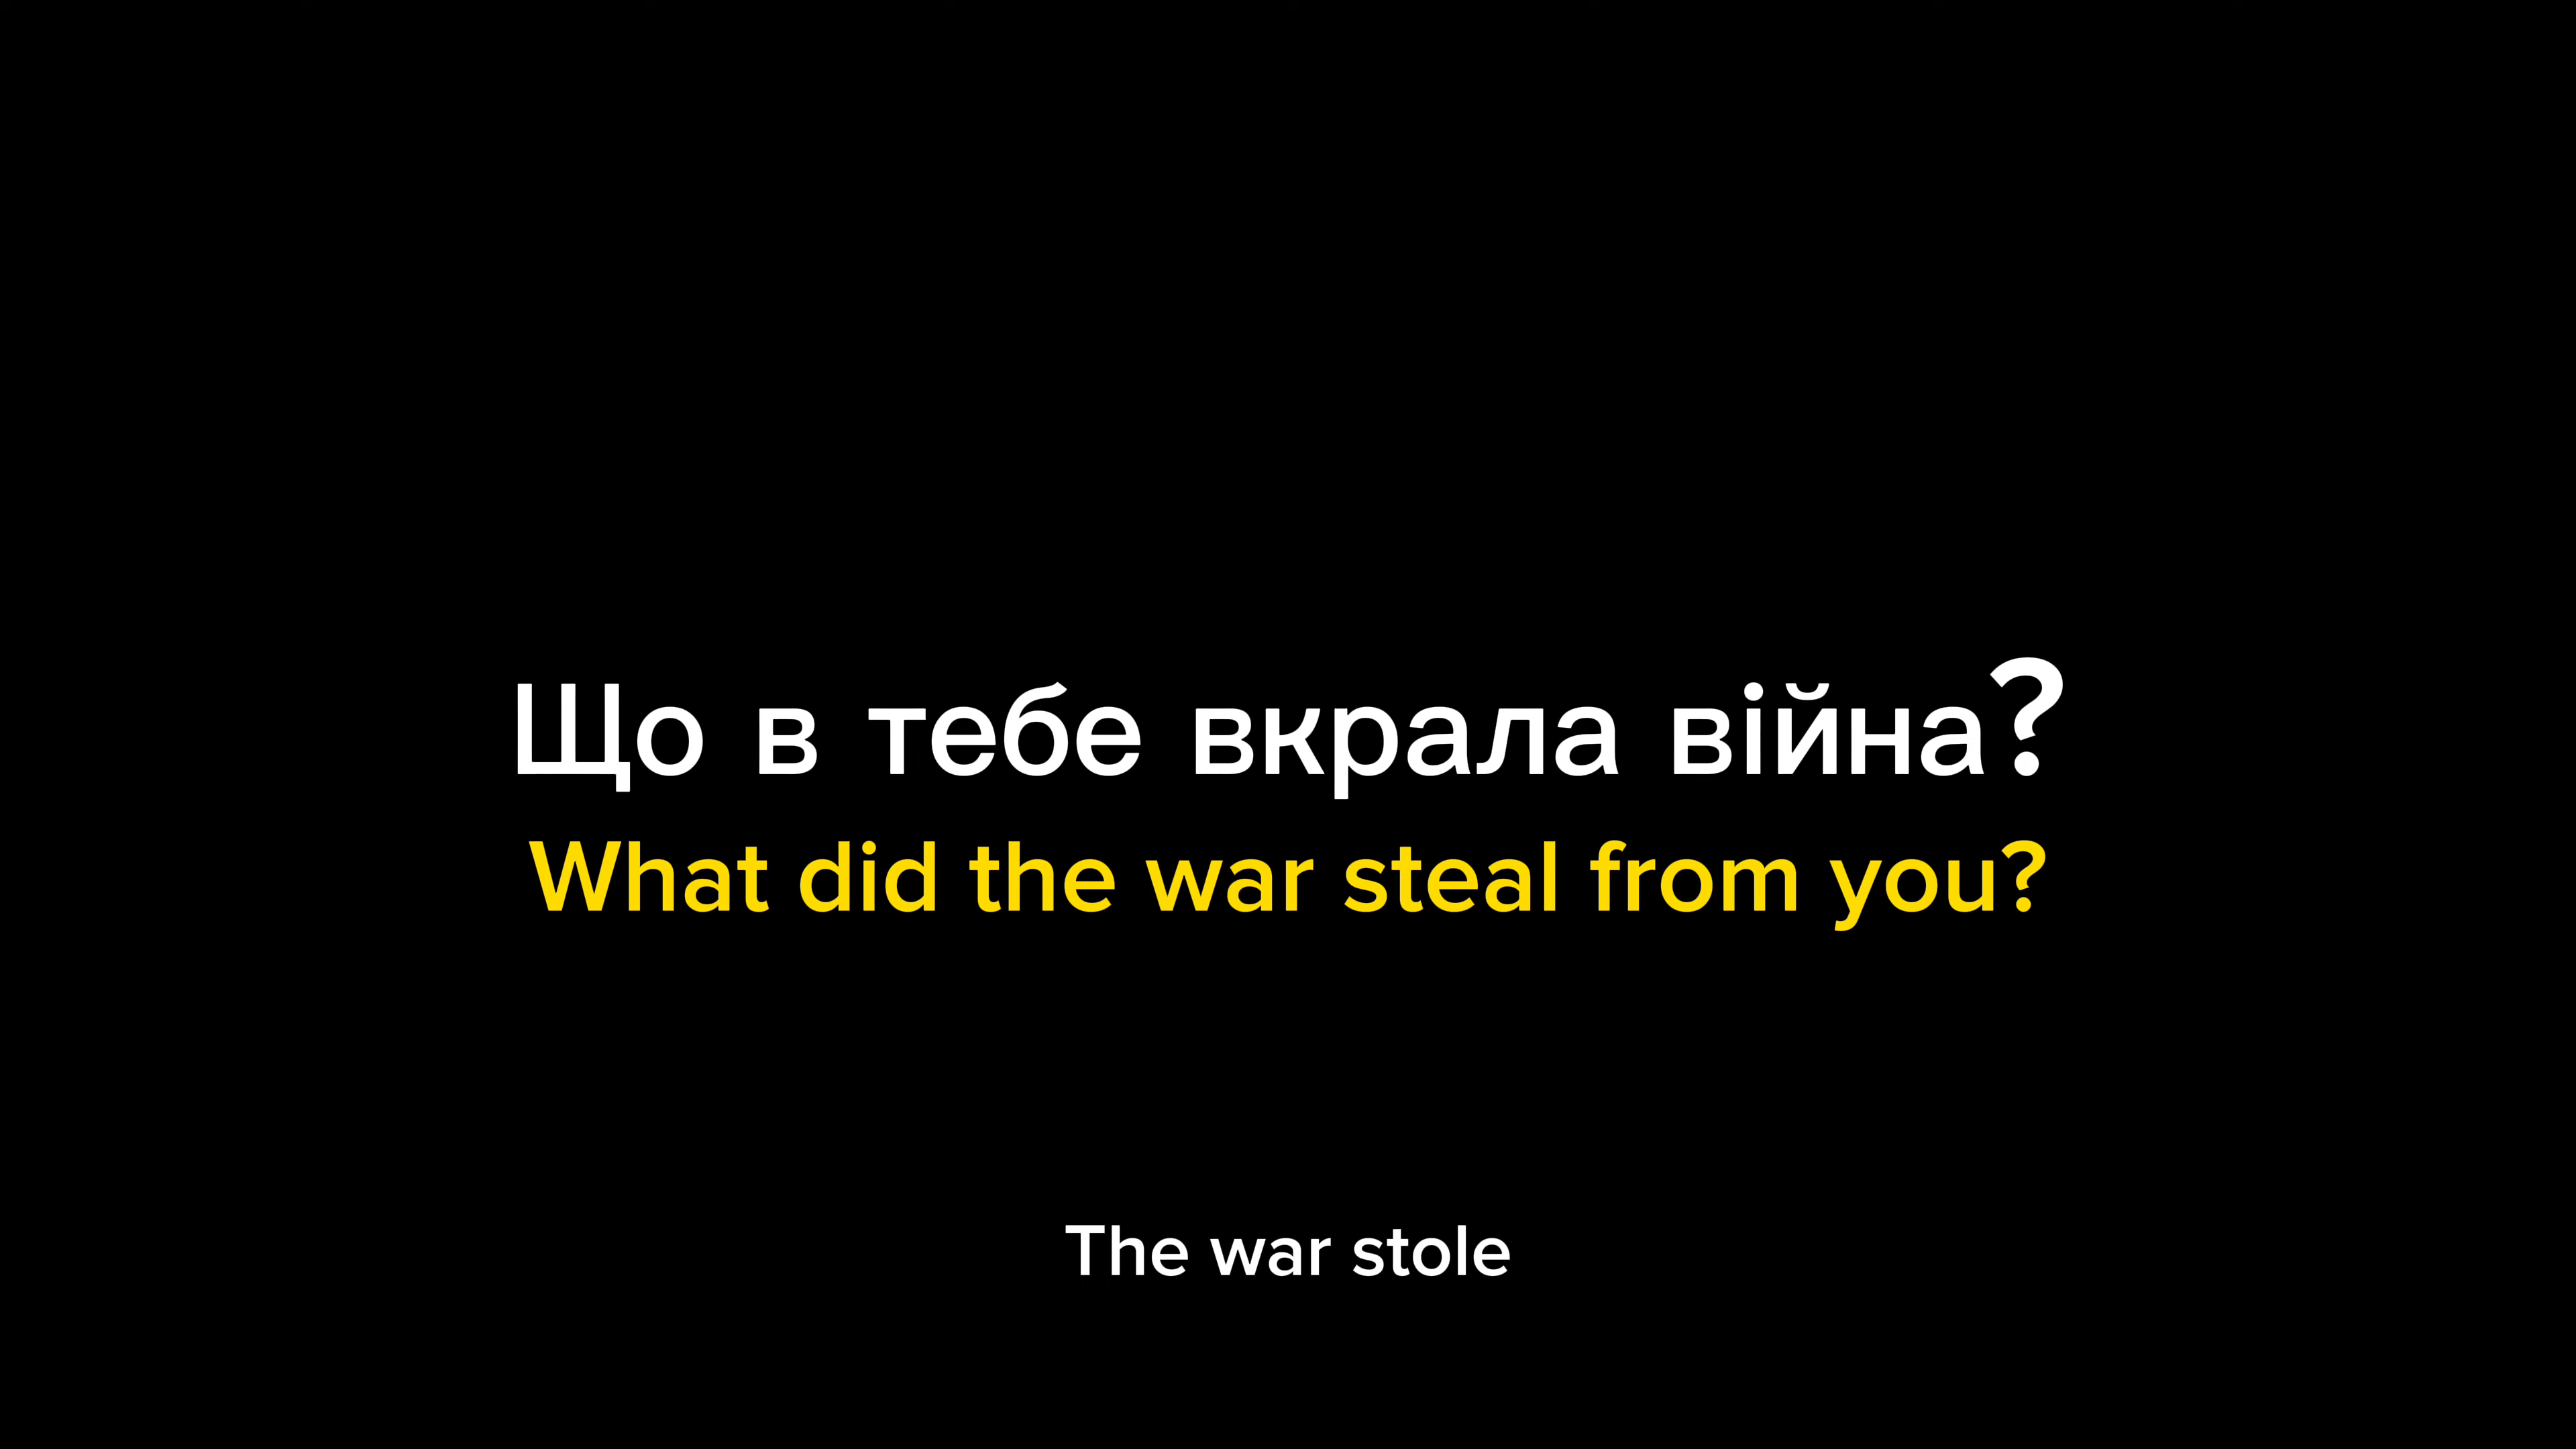 Що в тебе вкрала війна?
What did the war steal from you?
The war stole